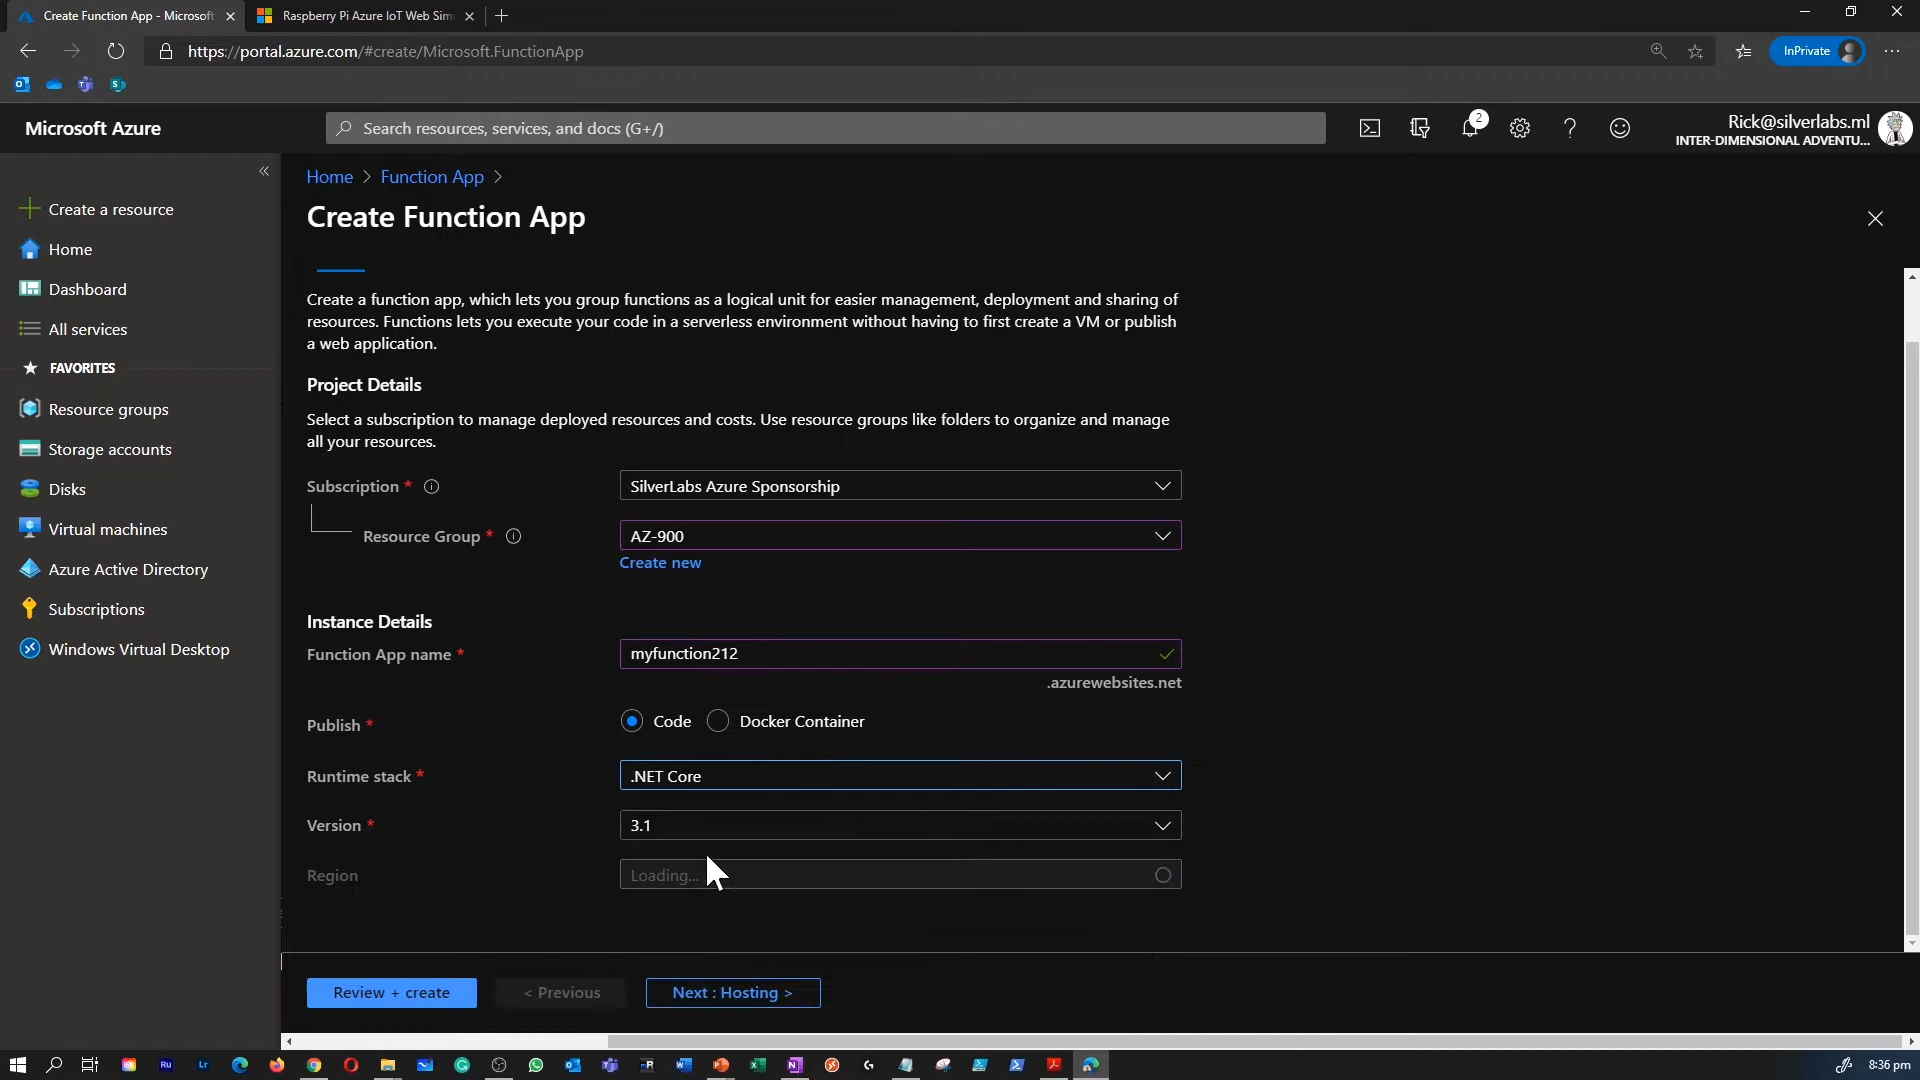 Create Function App - Microsoft
Raspberry Pi Azure IoT Web Simu
https://portal.azure.com/#create/Microsoft.FunctionApp
InPrivate
Microsoft Azure
Search resources, services, and docs (G+/)
2
Rick@silverlabs.ml
INTER-DIMENSIONAL ADVENTU...
Create a resource
Home
Dashboard
All services
FAVORITES
Resource groups
Storage accounts
Disks
Virtual machines
Azure Active Directory
Subscriptions
Windows Virtual Desktop
Home > Function App >
Create Function App
Create a function app, which lets you group functions as a logical unit for easier management, deployment and sharing of
resources. Functions lets you execute your code in a serverless environment without having to first create a VM or publish
a web application.
Project Details
Select a subscription to manage deployed resources and costs. Use resource groups like folders to organize and manage
all your resources.
Subscription *
SilverLabs Azure Sponsorship
Resource Group *
AZ-900
Create new
Instance Details
Function App name *
myfunction212
.azurewebsites.net
Publish *
Code
Docker Container
Runtime stack *
.NET Core
Version *
3.1
Region
Loading...
Review + create
< Previous
Next : Hosting >
Ru
Lr
8:36 pm